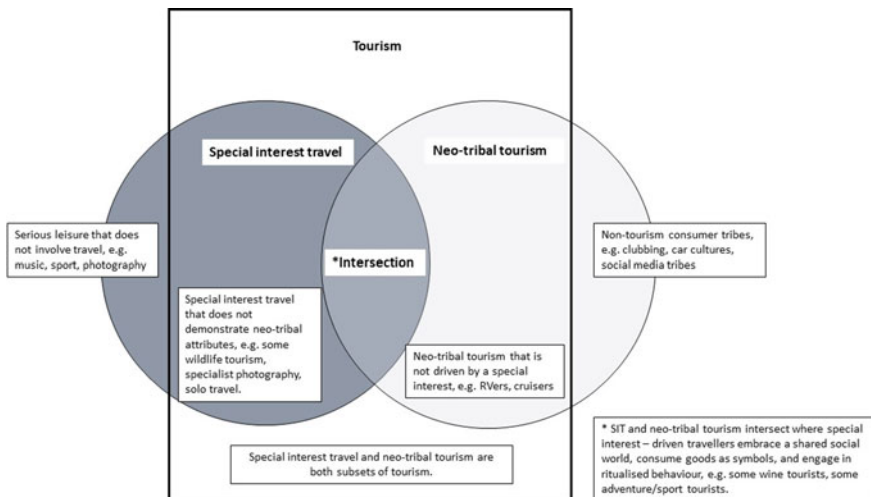 Tourism
Special interest travel
Neo-tribal tourism
Serious leisure that does
not involve travel, e.g.
music, sport, photography
*Intersection
Non-tourism consumer tribes,
e.g. clubbing, car cultures,
social media tribes
Special interest travel
that does not
demonstrate neo-tribal
attributes, e.g. some
wildlife tourism,
specialist photography,
solo travel.
Neo-tribal tourism that is
not driven by a special
interest, e.g. RVers, cruisers
Special interest travel and neo-tribal tourism are
both subsets of tourism.
* SIT and neo-tribal tourism intersect where special
interest – driven travellers embrace a shared social
world, consume goods as symbols, and engage in
ritualised behaviour, e.g. some wine tourists, some
adventure/sport tourists.